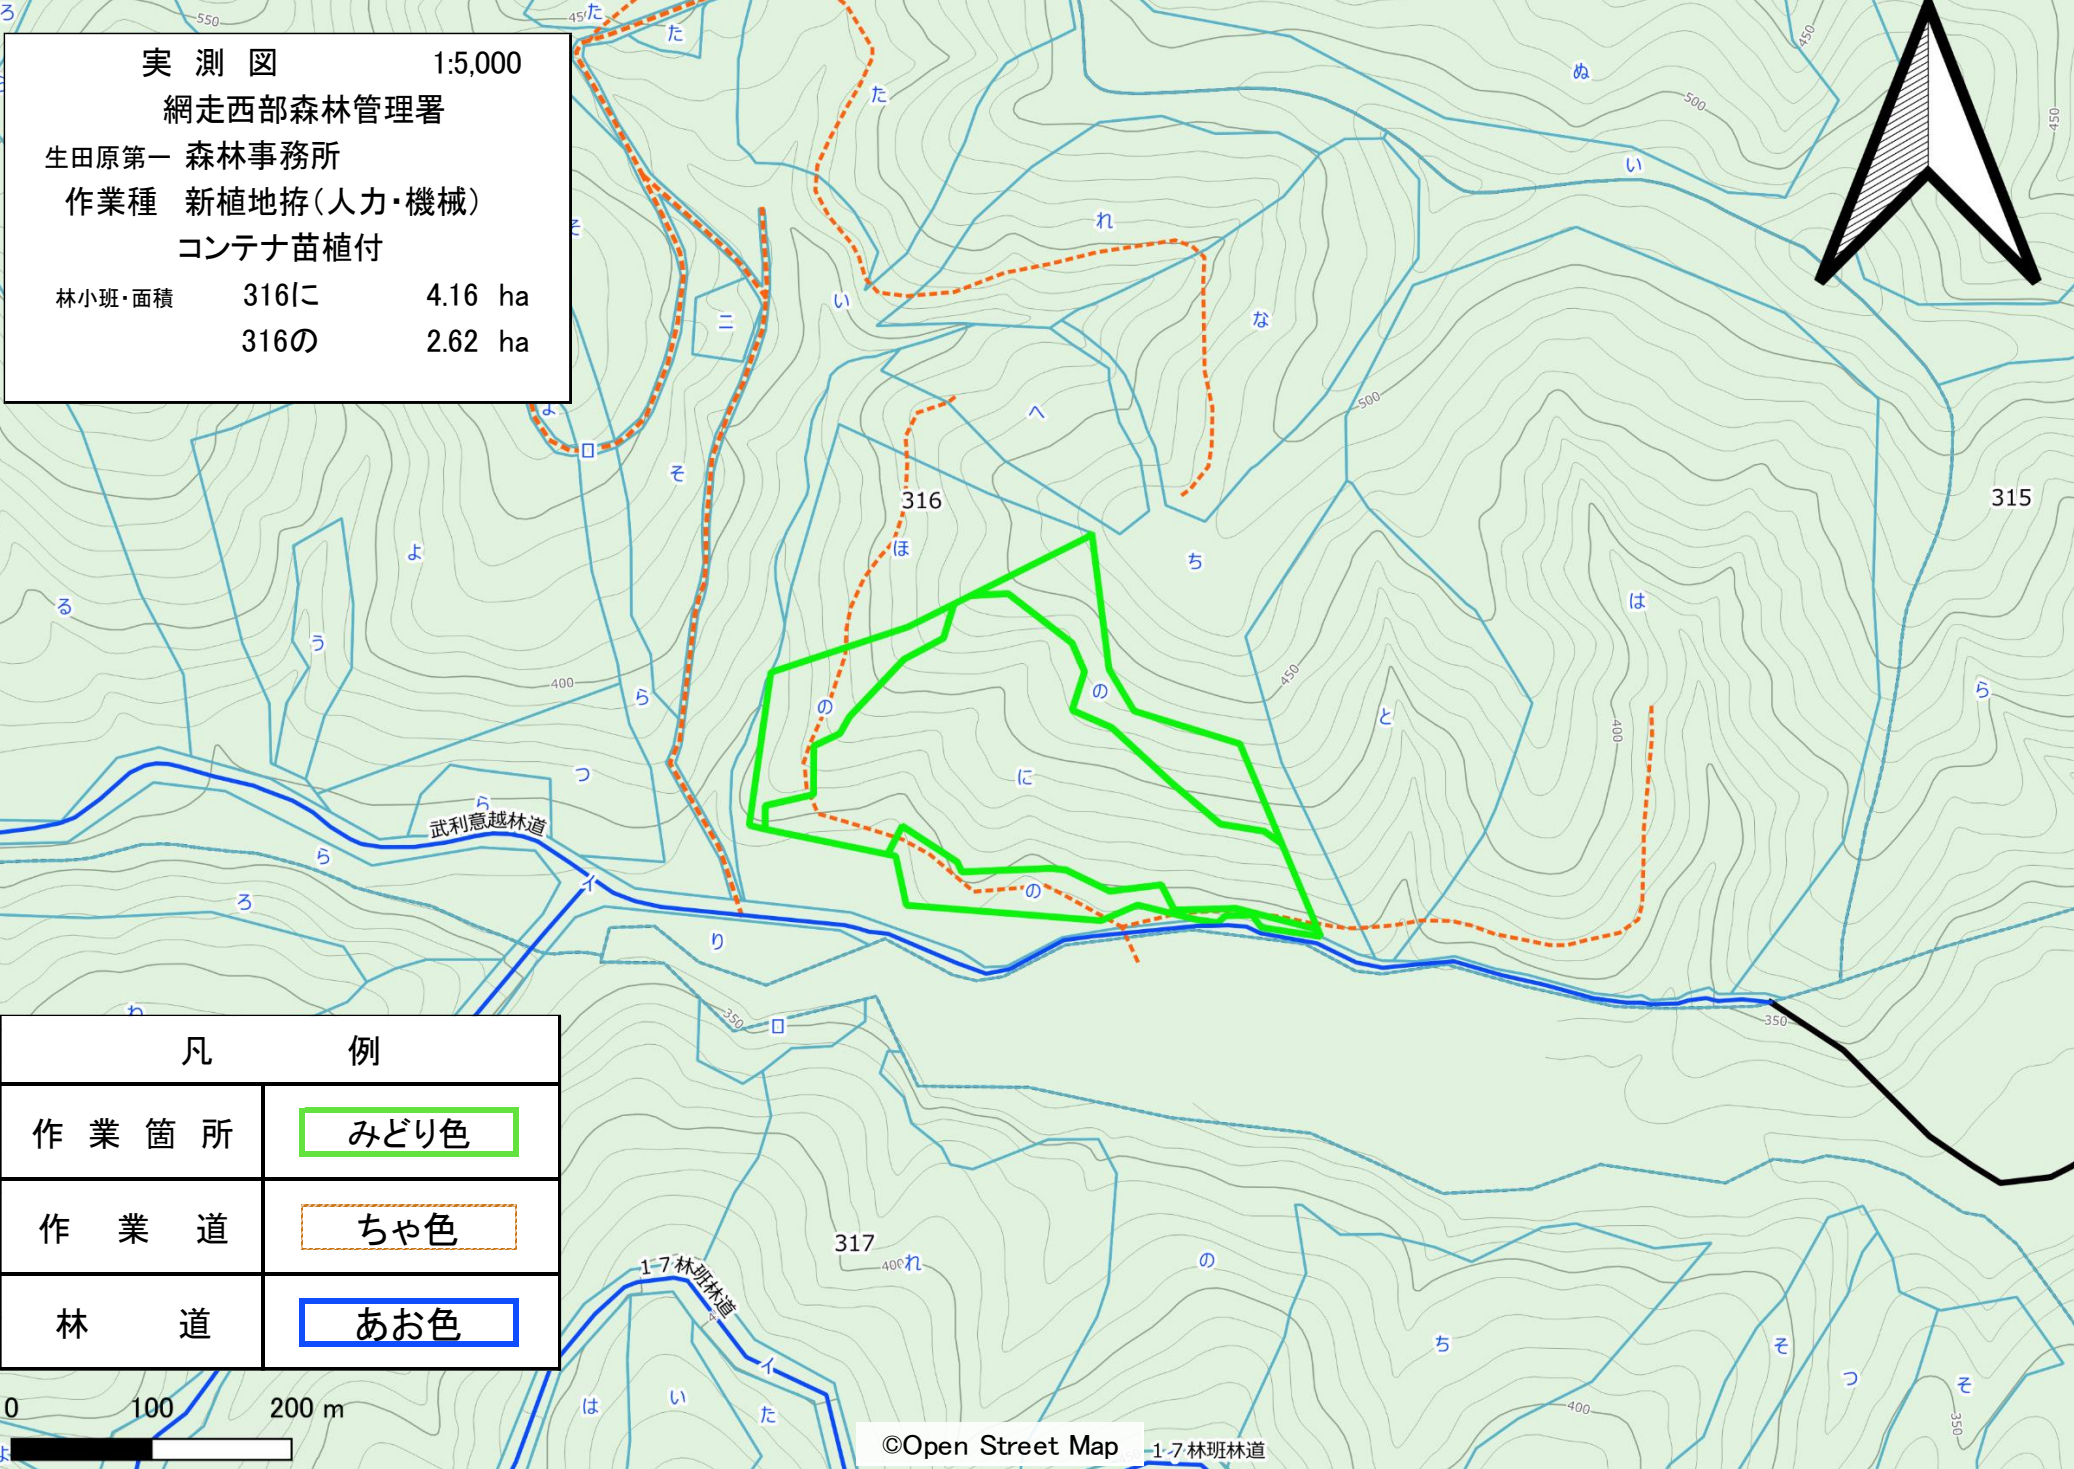 実 測 図 1:5,000
網走西部森林管理署
生田原第一 森林事務所
作業種 新植地拵(人力・機械)
コンテナ苗植付
林小班・面積 316に 4.16 ha
316の 2.62 ha
550
た
た
た
ぬ
450
500
450
い
れ
そ
い
ニ
な
500
へ
よ
ロ
そ
316
315
ほ
よ
ち
る
う
は
400
ら
の
の
450
と
400
ら
つ
に
ら
武利意越林道
ら
イ
の
ろ
り
350
ロ
350
凡 例
作 業 箇 所 みどり色
作 業 道 ちゃ色
林 道 あお色
317
400
れ
の
17林班林道
ち
そ
イ
つ
そ
は
い
た
400
350
0 100 200 m
©Open Street Map
17林班林道